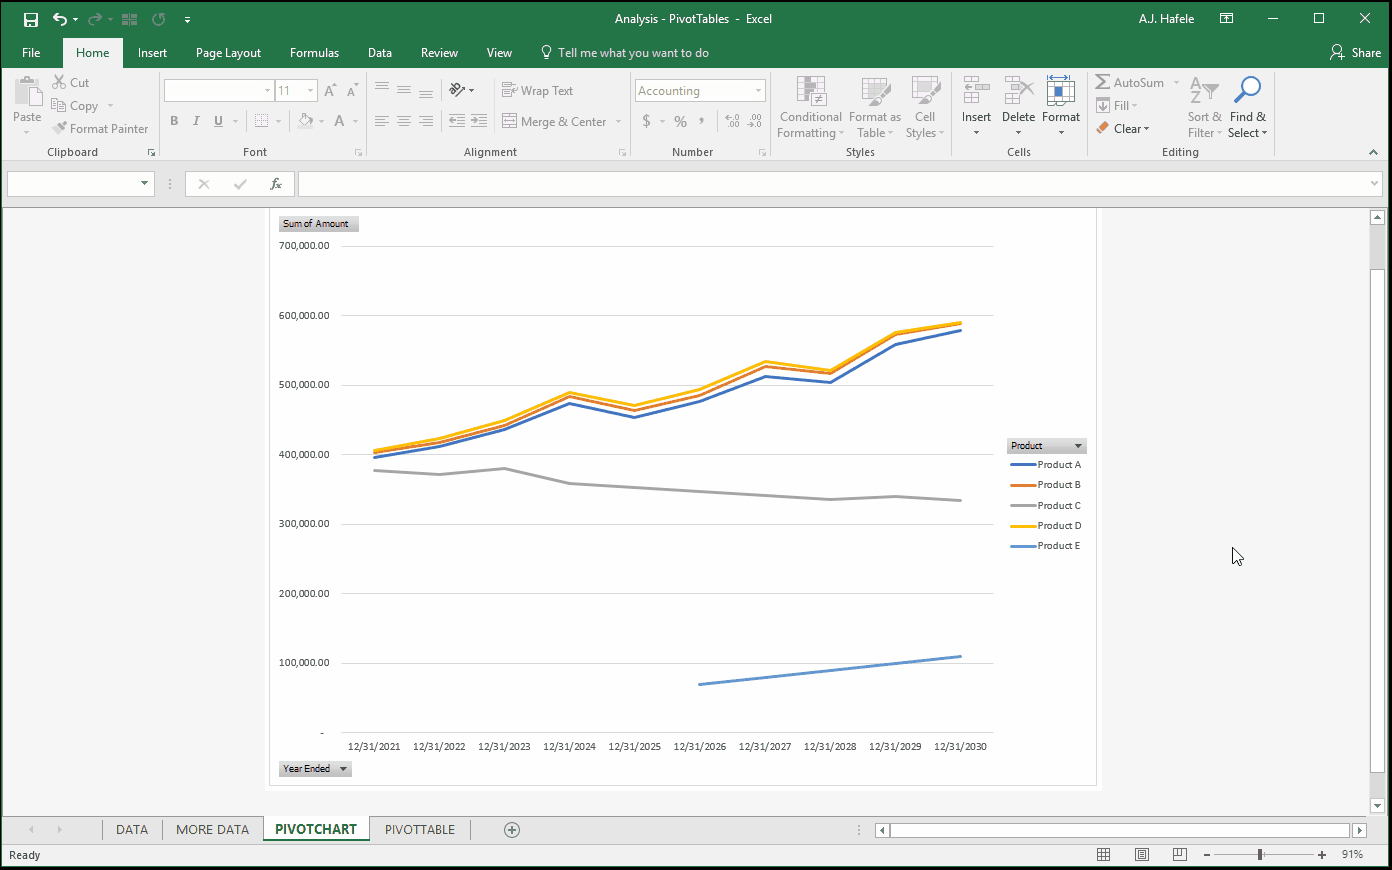 Analysis - PivotTables - Excel
A.J. Hafele
File Home Insert Page Layout Formulas Data Review View Tell me what you want to do Share
Paste
Cut
Copy
Format Painter
Clipboard
11 A A
B I U A
Font
Wrap Text
Merge & Center
Alignment
Accounting
$ % , .0 .00 .00 .0
Number
Conditional Formatting
Format as Table
Cell Styles
Styles
Insert Delete Format
Cells
AutoSum
Fill
Clear
Sort & Filter
Find & Select
Editing
fx
Sum of Amount
700,000.00
600,000.00
500,000.00
400,000.00
300,000.00
200,000.00
100,000.00
-
12/31/2021 12/31/2022 12/31/2023 12/31/2024 12/31/2025 12/31/2026 12/31/2027 12/31/2028 12/31/2029 12/31/2030
Year Ended
Product
Product A
Product B
Product C
Product D
Product E
DATA MORE DATA PIVOTCHART PIVOTTABLE
Ready
91%